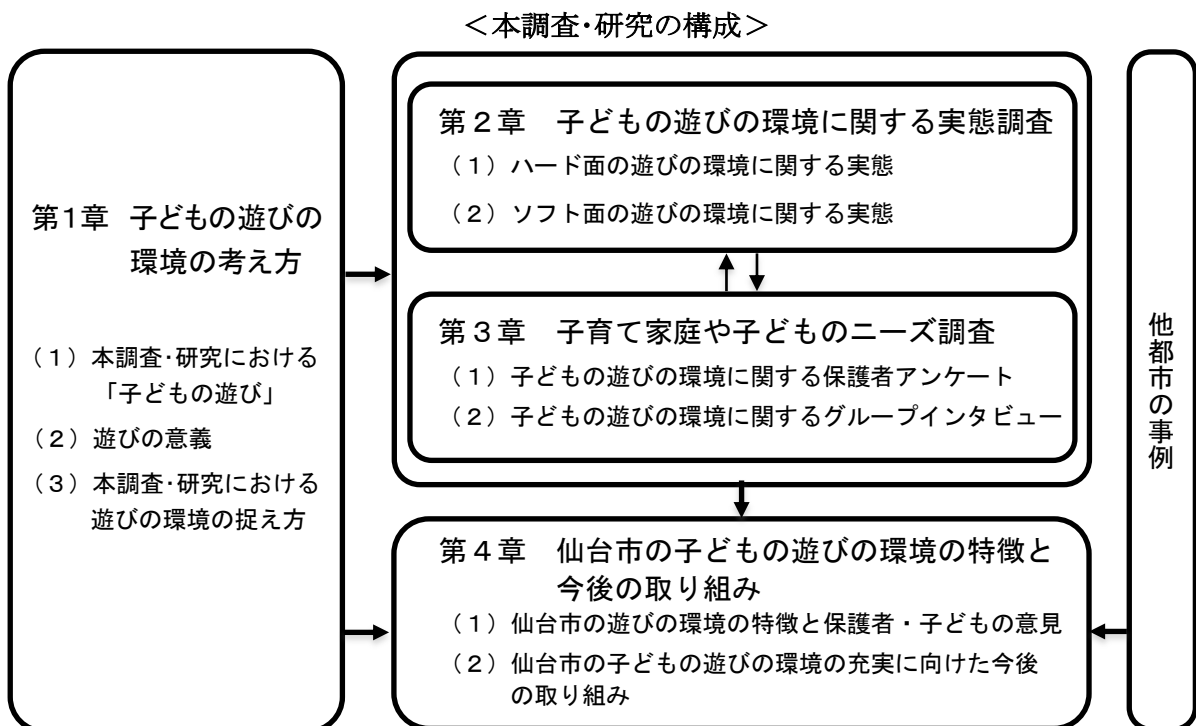 ＜本調査･研究の構成＞
第1章 子どもの遊びの
環境の考え方
（１）本調査･研究における
「子どもの遊び」
（２）遊びの意義
（３）本調査･研究における
遊びの環境の捉え方
第２章　子どもの遊びの環境に関する実態調査
（１）ハード面の遊びの環境に関する実態
（２）ソフト面の遊びの環境に関する実態
第３章　子育て家庭や子どものニーズ調査
（１）子どもの遊びの環境に関する保護者アンケート
（２）子どもの遊びの環境に関するグループインタビュー
第４章　仙台市の子どもの遊びの環境の特徴と
今後の取り組み
（１）仙台市の遊びの環境の特徴と保護者・子どもの意見
（２）仙台市の子どもの遊びの環境の充実に向けた今後
の取り組み
他都市の事例